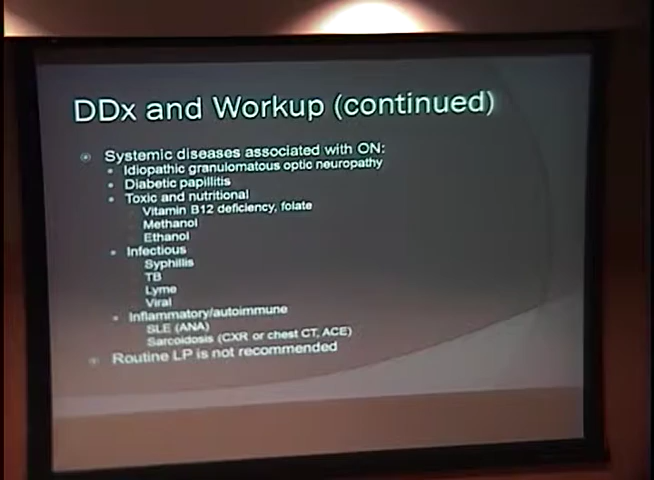 DDx and Workup (continued)
Systemic diseases associated with ON:
Idiopathic granulomatous optic neuropathy
Diabetic papillitis
Toxic and nutritional
Vitamin B12 deficiency, folate
Methanol
Ethanol
Infectious
Syphillis
TB
Lyme
Viral
Inflammatory/autoimmune
SLE (ANA)
Sarcoidosis (CXR or chest CT, ACE)
Routine LP is not recommended